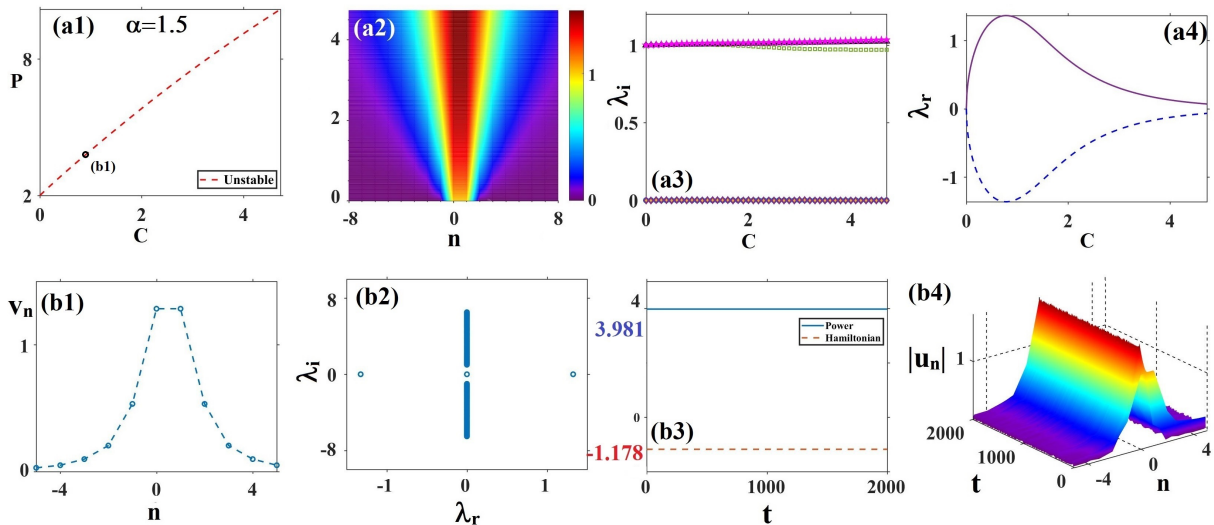 (a1)
α=1.5
P
8
2
(b1)
Unstable
0
2
4
C
(a2)
4
2
0
-8
0
8
n
1
0
(a3)
λi
1
0.5
0
0
2
4
C
(a4)
λr
1
0
-1
0
2
4
C
(b1)
vn
1
0
-4
0
4
n
(b2)
λi
8
0
-8
-1
0
1
λr
(b3)
4
3.981
0
-1.178
Power
Hamiltonian
0
1000
2000
t
(b4)
|un|
1
2000
1000
0
t
-4
0
4
n